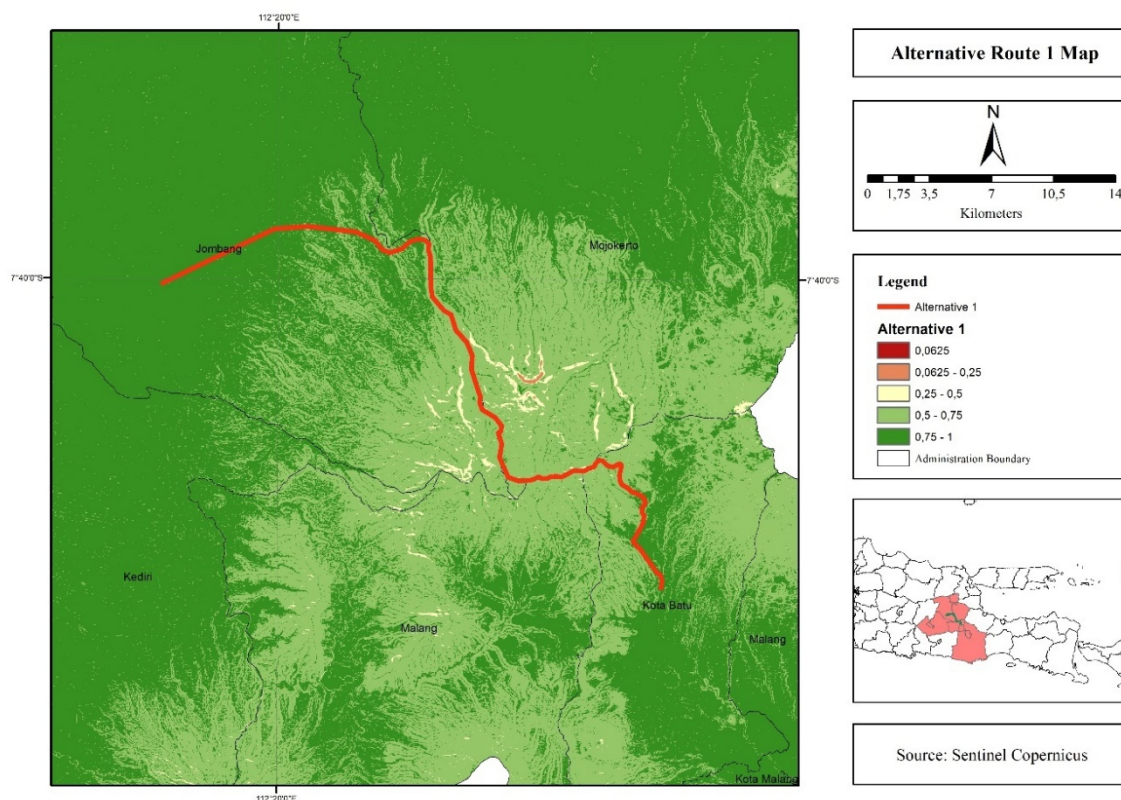 112°20'0"E
Alternative Route 1 Map
N
0 1,75 3,5 7 10,5 14
Kilometers
Jombang
Mojokerto
7°40'0"S
7°40'0"S
Legend
Alternative 1
Alternative 1
0,0625
0,0625 - 0,25
0,25 - 0,5
0,5 - 0,75
0,75 - 1
Administration Boundary
Kediri
Kota Batu
Malang
Malang
Kota Malang
Source: Sentinel Copernicus
112°20'0"E